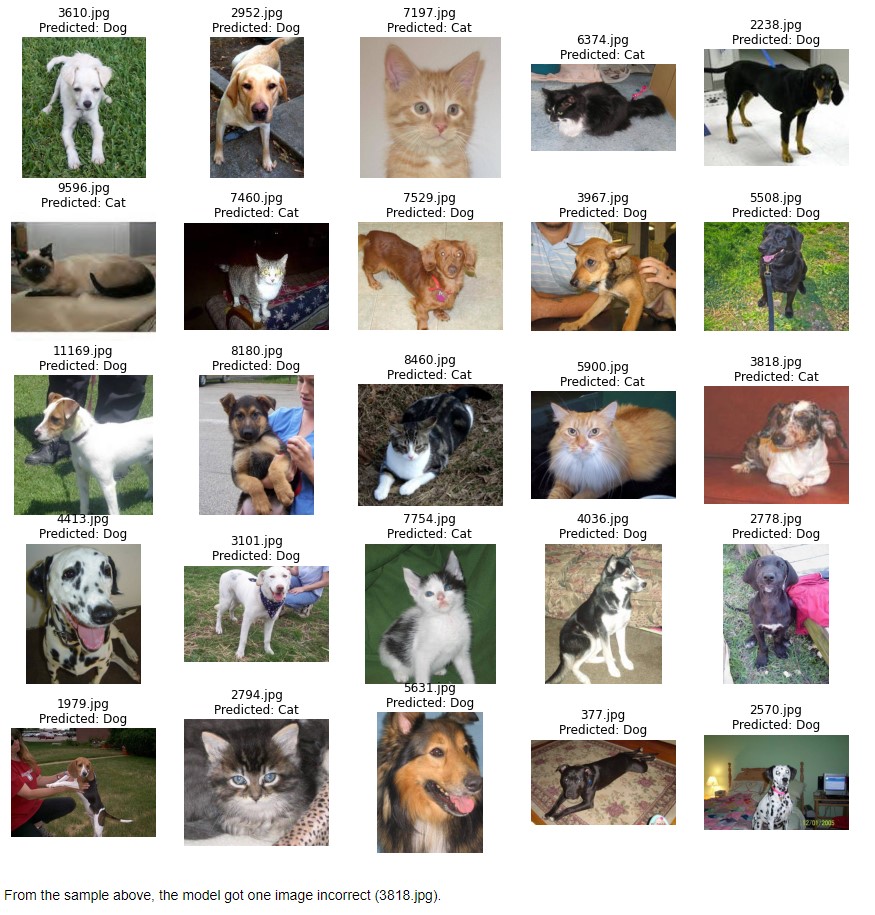 3610.jpg
Predicted: Dog
2952.jpg
Predicted: Dog
7197.jpg
Predicted: Cat
6374.jpg
Predicted: Cat
2238.jpg
Predicted: Dog
9596.jpg
Predicted: Cat
7460.jpg
Predicted: Cat
7529.jpg
Predicted: Dog
3967.jpg
Predicted: Dog
5508.jpg
Predicted: Dog
11169.jpg
Predicted: Dog
8180.jpg
Predicted: Dog
8460.jpg
Predicted: Cat
5900.jpg
Predicted: Cat
3818.jpg
Predicted: Cat
4413.jpg
Predicted: Dog
3101.jpg
Predicted: Dog
7754.jpg
Predicted: Cat
4036.jpg
Predicted: Dog
2778.jpg
Predicted: Dog
1979.jpg
Predicted: Dog
2794.jpg
Predicted: Cat
5631.jpg
Predicted: Dog
377.jpg
Predicted: Dog
2570.jpg
Predicted: Dog
From the sample above, the model got one image incorrect (3818.jpg).